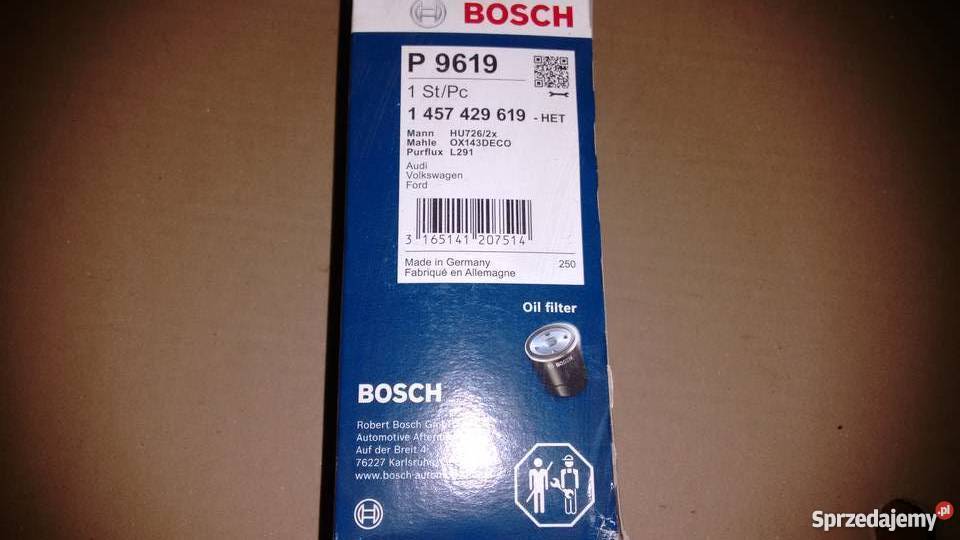 BOSCH
P 9619
1 St/Pc
1 457 429 619 - HET
Mann HU726/2x
Mahle OX143DECO
Purflux L291
Audi
Volkswagen
Ford
3 165141 207514
Made in Germany 250
Fabriqué en Allemagne
Oil filter
BOSCH
BOSCH
Robert Bosch Gm
Automotive After
Auf der Breit 4
76227 Karlsruh
www.bosch-autom
Sprzedajemy.pl